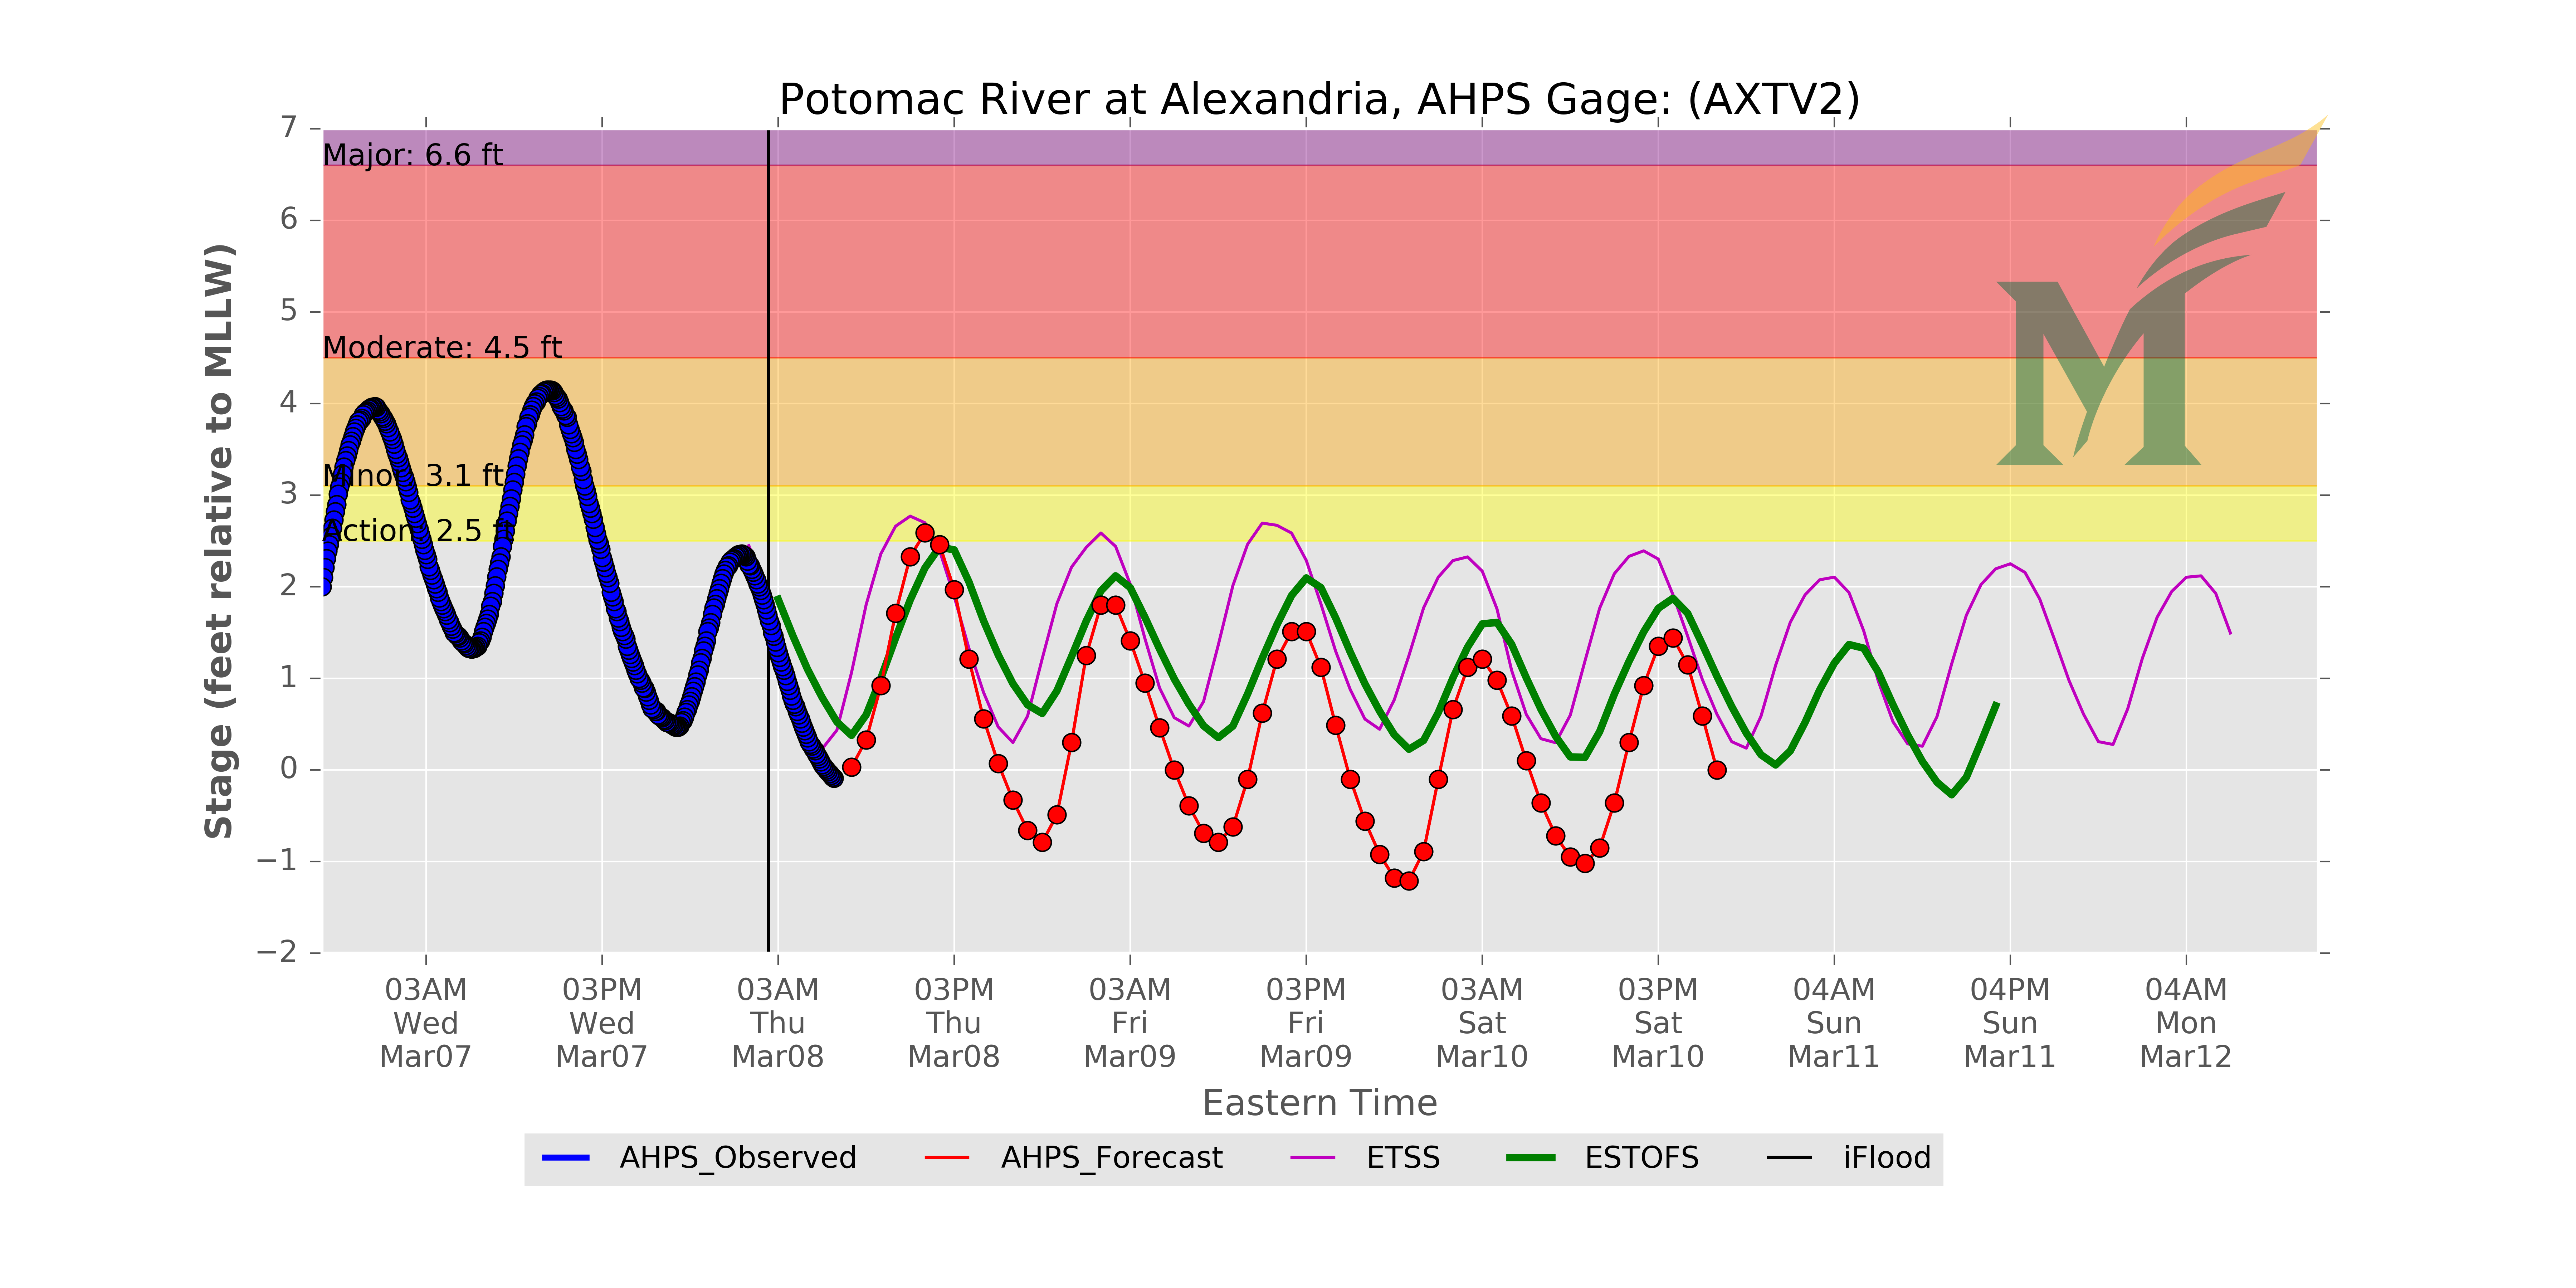 Potomac River at Alexandria, AHPS Gage: (AXTV2)
Stage (feet relative to MLLW)
7
6
5
4
3
2
1
0
−1
−2
Major: 6.6 ft
Moderate: 4.5 ft
Minor: 3.1 ft
Action: 2.5 ft
M
03AM 03PM 03AM 03PM 03AM 03PM 03AM 03PM 04AM 04PM 04AM
Wed Wed Thu Thu Fri Fri Sat Sat Sun Sun Mon
Mar07 Mar07 Mar08 Mar08 Mar09 Mar09 Mar10 Mar10 Mar11 Mar11 Mar12
Eastern Time
AHPS_Observed AHPS_Forecast ETSS ESTOFS iFlood